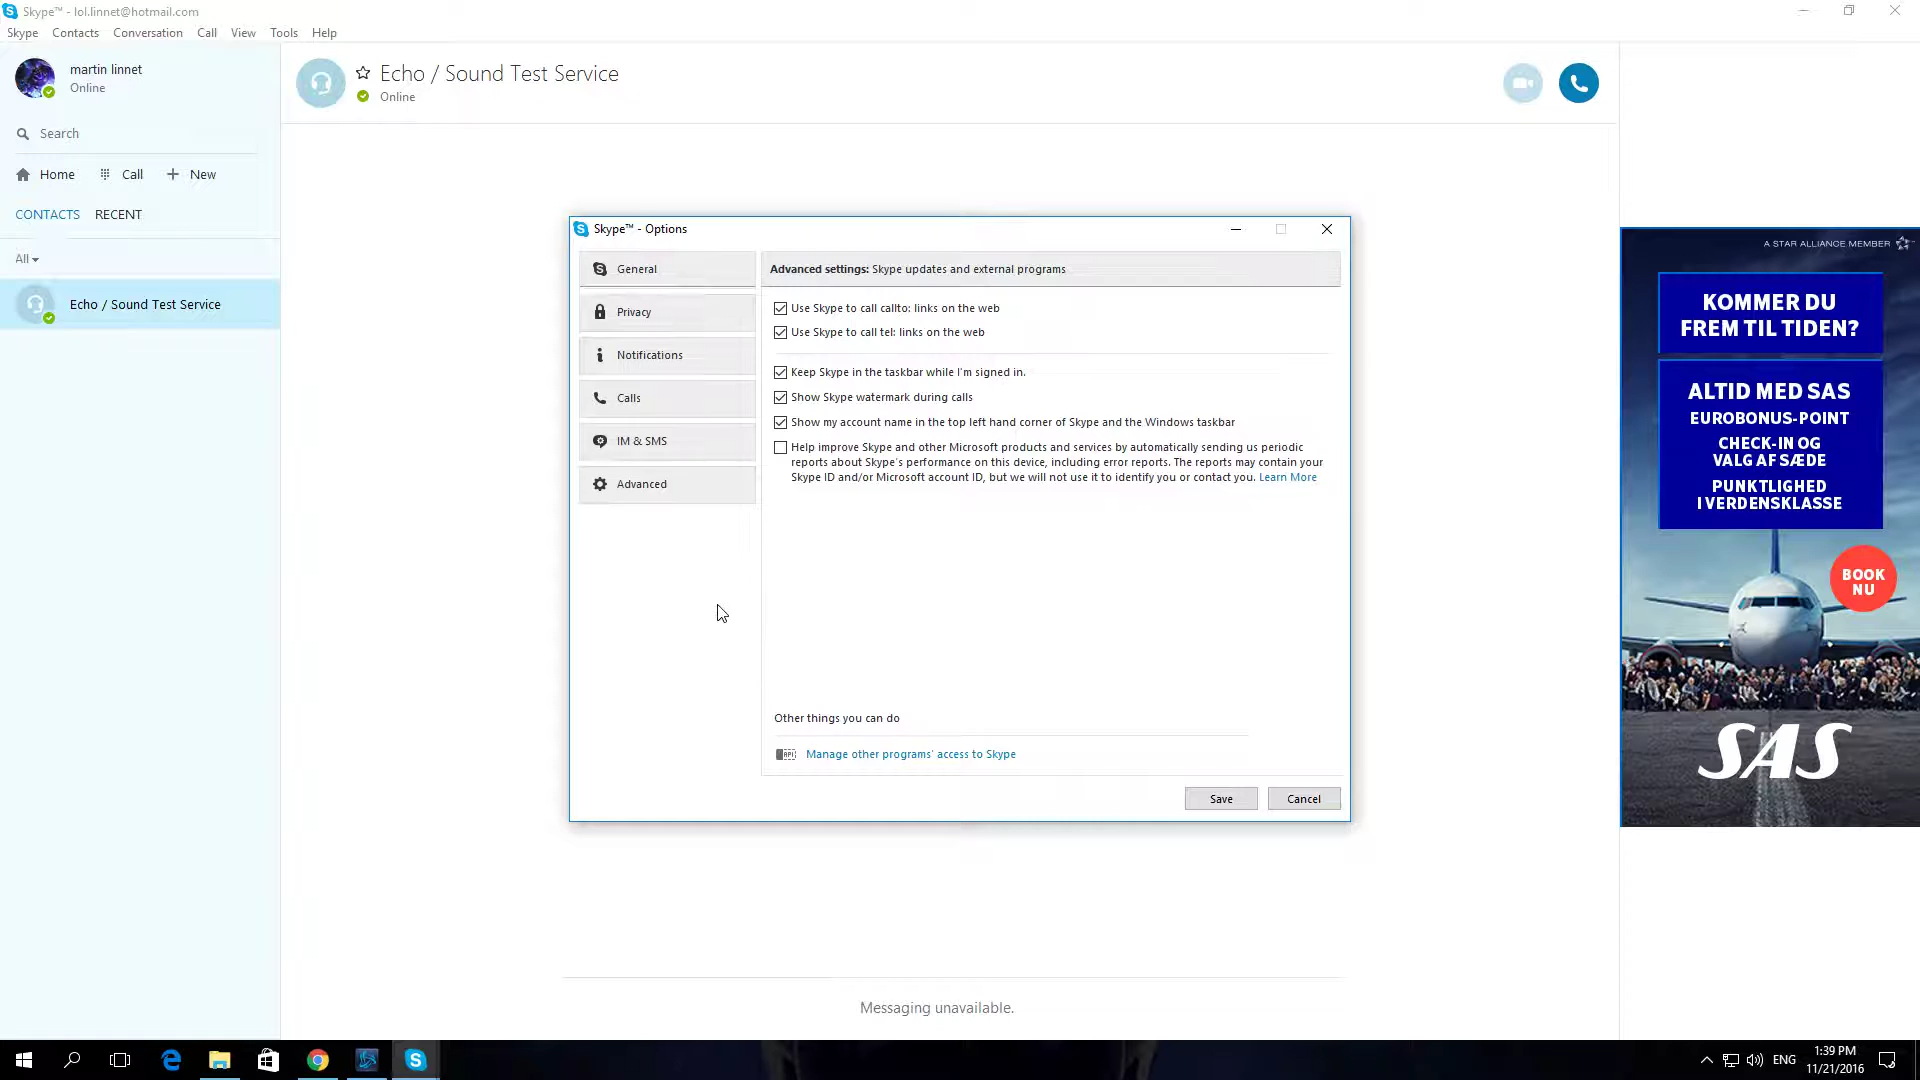 Skype™ - lol.linnet@hotmail.com
Skype Contacts Conversation Call View Tools Help
martin linnet
Online
Search
Home Call New
CONTACTS RECENT
All
Echo / Sound Test Service
Echo / Sound Test Service
Online
Skype™ - Options
General
Privacy
Notifications
Calls
IM & SMS
Advanced
Advanced settings: Skype updates and external programs
Use Skype to call callto: links on the web
Use Skype to call tel: links on the web
Keep Skype in the taskbar while I'm signed in.
Show Skype watermark during calls
Show my account name in the top left hand corner of Skype and the Windows taskbar
Help improve Skype and other Microsoft products and services by automatically sending us periodic
reports about Skype's performance on this device, including error reports. The reports may contain your
Skype ID and/or Microsoft account ID, but we will not use it to identify you or contact you. Learn More
Other things you can do
API
Manage other programs' access to Skype
Save Cancel
Messaging unavailable.
A STAR ALLIANCE MEMBER
KOMMER DU
FREM TIL TIDEN?
ALTID MED SAS
EUROBONUS-POINT
CHECK-IN OG
VALG AF SÆDE
PUNKTLIGHED
I VERDENSKLASSE
BOOK
NU
SAS
ENG
1:39 PM
11/21/2016